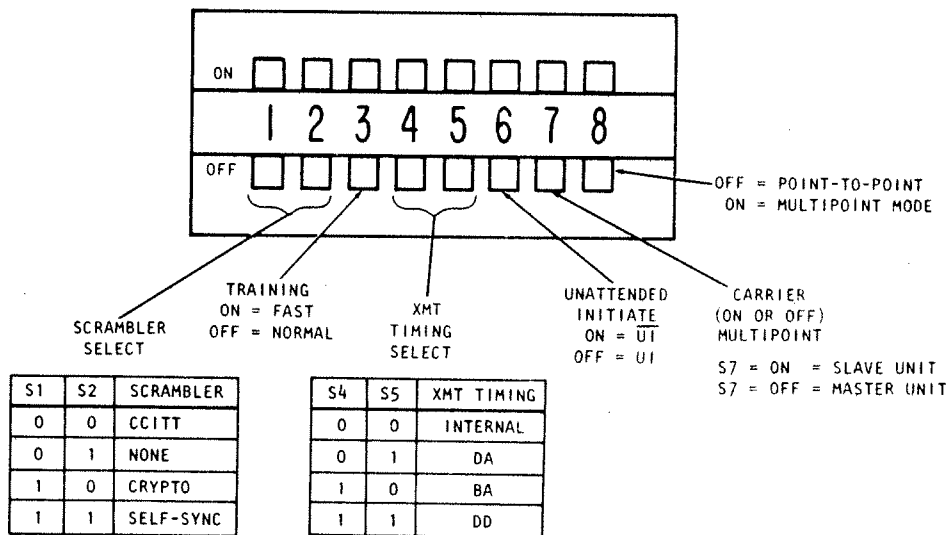 ON
1 2 3 4 5 6 7 8
OFF
OFF = POINT-TO-POINT
ON = MULTIPOINT MODE
SCRAMBLER
SELECT
TRAINING
ON = FAST
OFF = NORMAL
XMT
TIMING
SELECT
UNATTENDED
INITIATE
ON = U̅I̅
OFF = UI
CARRIER
(ON OR OFF)
MULTIPOINT
S7 = ON = SLAVE UNIT
S7 = OFF = MASTER UNIT
S1 S2 SCRAMBLER
0 0 CCITT
0 1 NONE
1 0 CRYPTO
1 1 SELF-SYNC
S4 S5 XMT TIMING
0 0 INTERNAL
0 1 DA
1 0 BA
1 1 DD